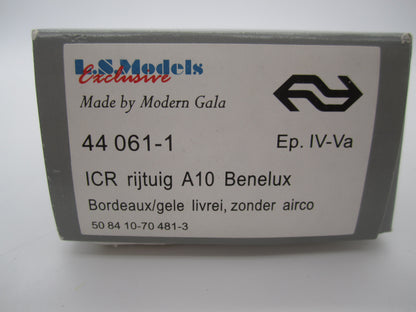 L.S.Models
Exclusive
Made by Modern Gala
44 061-1
Ep. IV-Va
ICR rijtuig A10 Benelux
Bordeaux/gele livrei, zonder airco
50 84 10-70 481-3